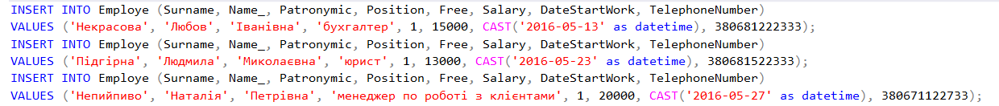 INSERT INTO Employe (Surname, Name_, Patronymic, Position, Free, Salary, DateStartWork, TelephoneNumber)
VALUES ('Некрасова', 'Любов', 'Іванівна', 'бухгалтер', 1, 15000, CAST('2016-05-13' as datetime), 380681222333);
INSERT INTO Employe (Surname, Name_, Patronymic, Position, Free, Salary, DateStartWork, TelephoneNumber)
VALUES ('Підгірна', 'Людмила', 'Миколаєвна', 'юрист', 1, 13000, CAST('2016-05-23' as datetime), 380681522333);
INSERT INTO Employe (Surname, Name_, Patronymic, Position, Free, Salary, DateStartWork, TelephoneNumber)
VALUES ('Непийпиво', 'Наталія', 'Петрівна', 'менеджер по роботі з клієнтами', 1, 20000, CAST('2016-05-27' as datetime), 380671122733);